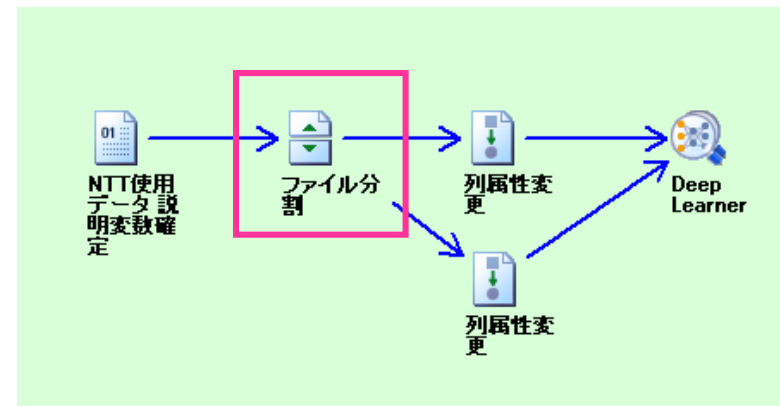 01
NTT使用
データ 説
明変数確
定
ファイル分
割
列属性変
更
Deep
Learner
列属性変
更